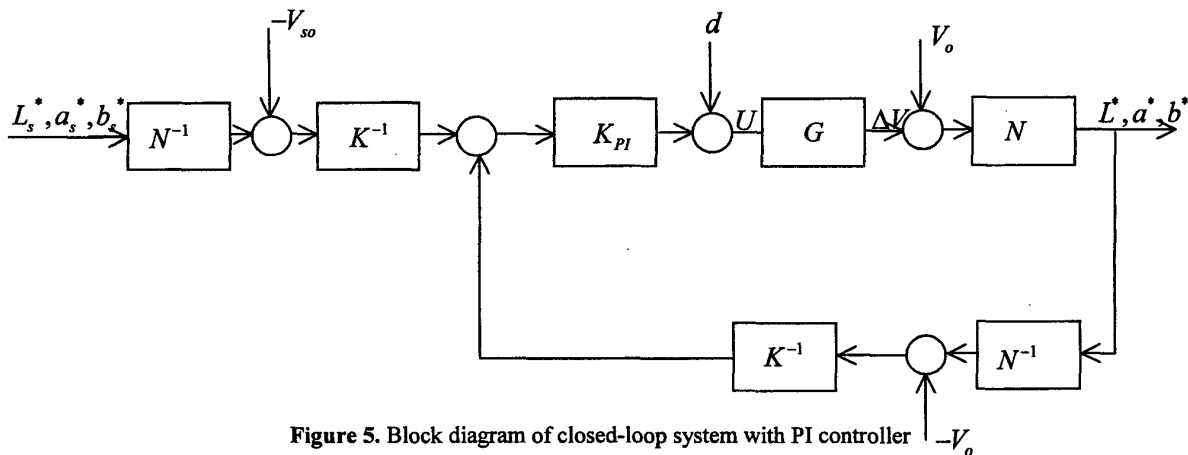 −V_so
d
V_o
L_s^*, a_s^*, b_s^*
N^{-1}
K^{-1}
K_PI
U
G
ΔV
N
L^*, a^*, b^*
K^{-1}
N^{-1}
Figure 5. Block diagram of closed-loop system with PI controller
−V_o